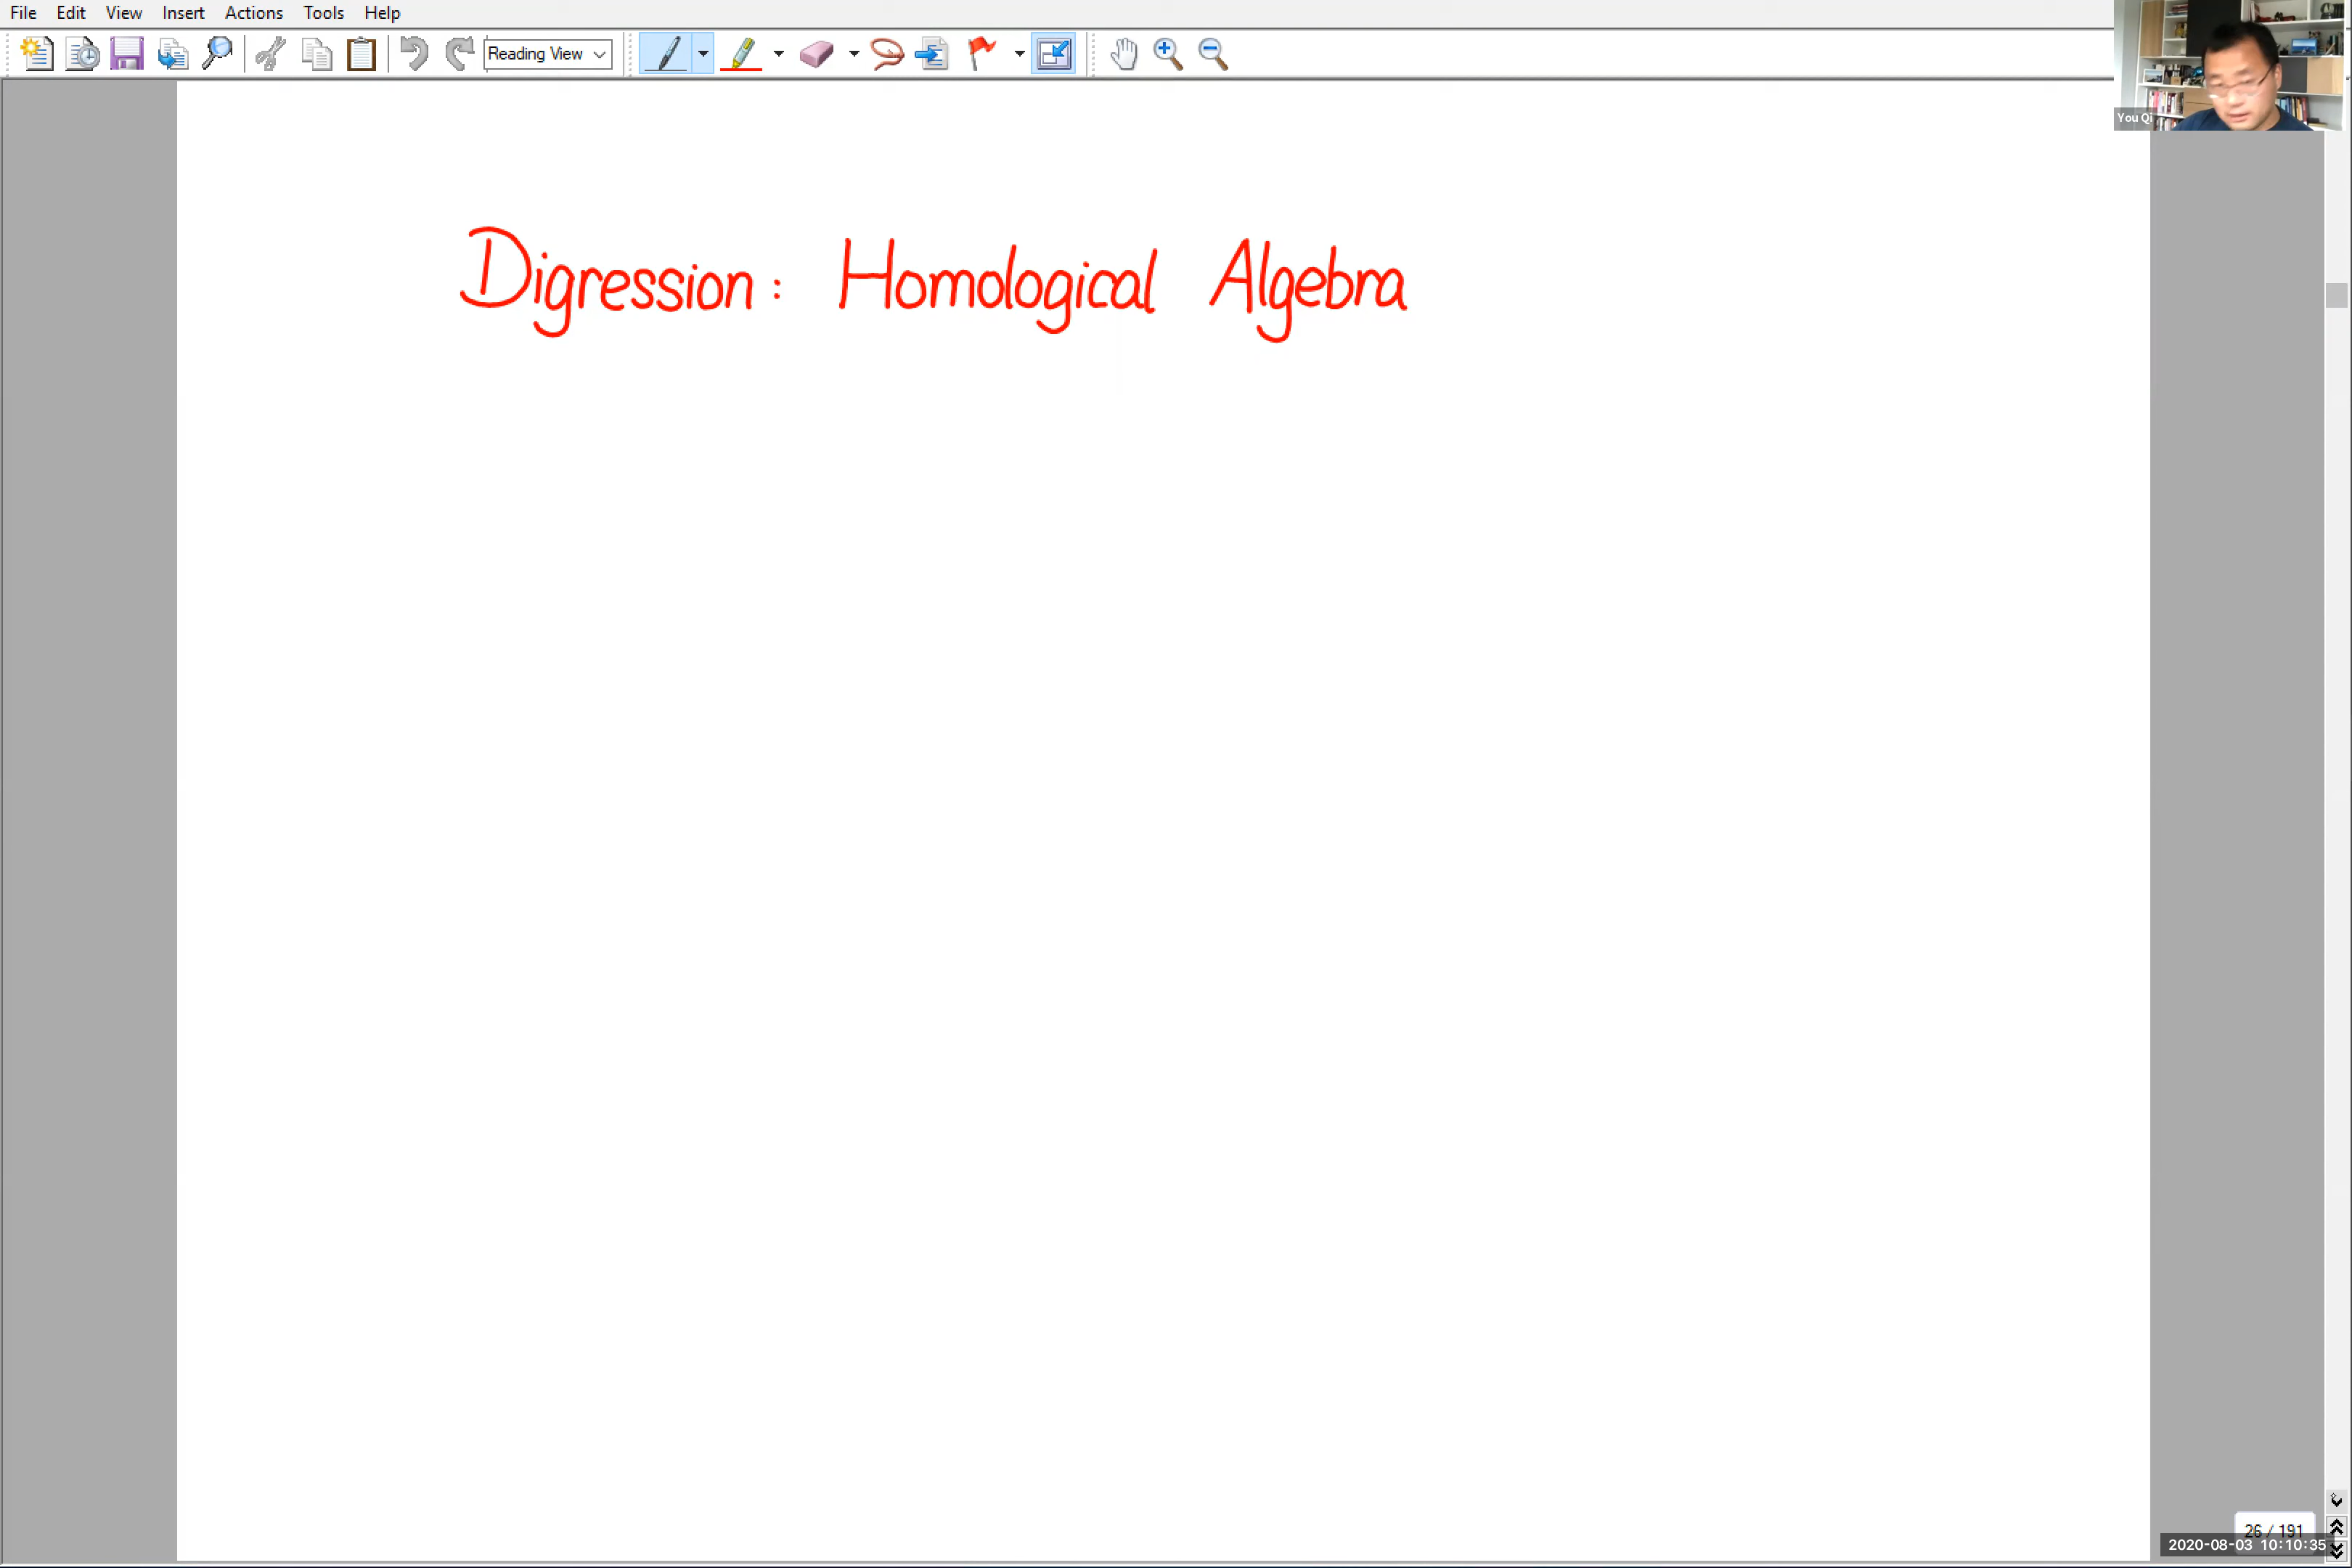 File Edit View Insert Actions Tools Help
Reading View
You Qi
Digression: Homological Algebra
26 / 191
2020-08-03 10:10:35